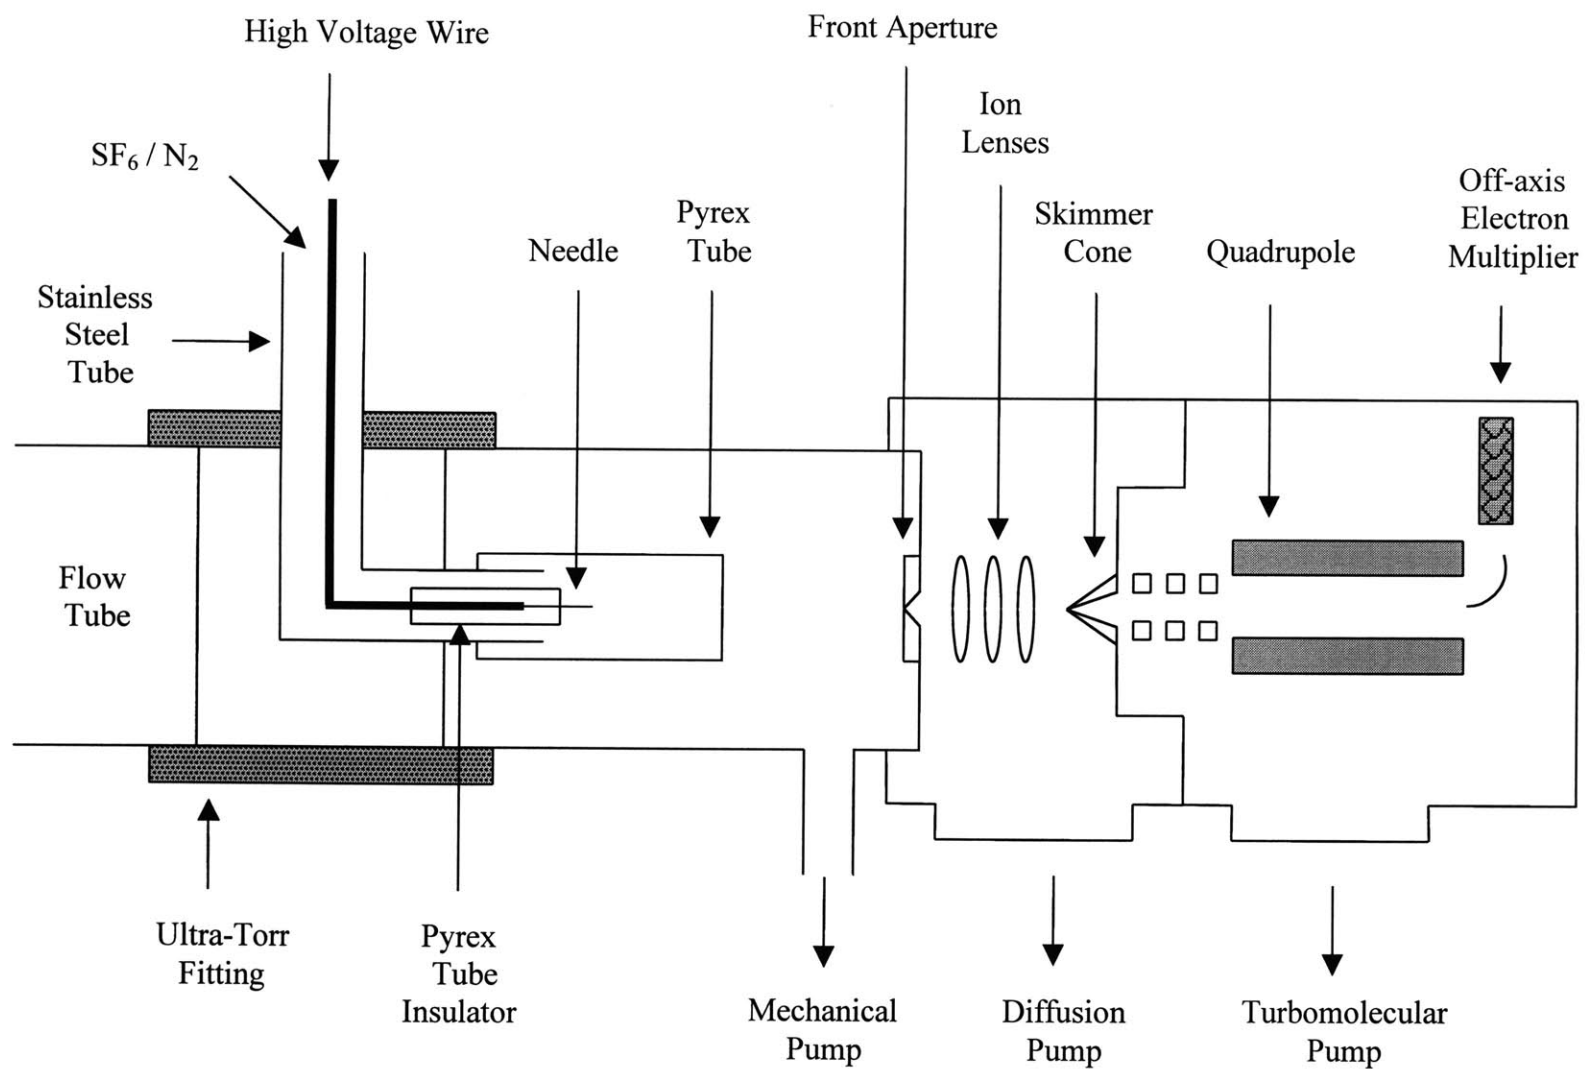 High Voltage Wire
Front Aperture
Ion
Lenses
SF₆ / N₂
Off-axis
Electron
Multiplier
Pyrex
Tube
Skimmer
Cone
Needle
Quadrupole
Stainless
Steel
Tube
Flow
Tube
Ultra-Torr
Fitting
Pyrex
Tube
Insulator
Mechanical
Pump
Diffusion
Pump
Turbomolecular
Pump